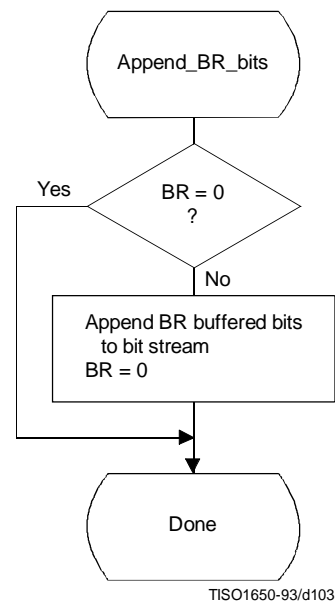 Append_BR_bits
Yes
BR = 0
?
No
Append BR buffered bits
to bit stream
BR = 0
Done
TISO1650-93/d103